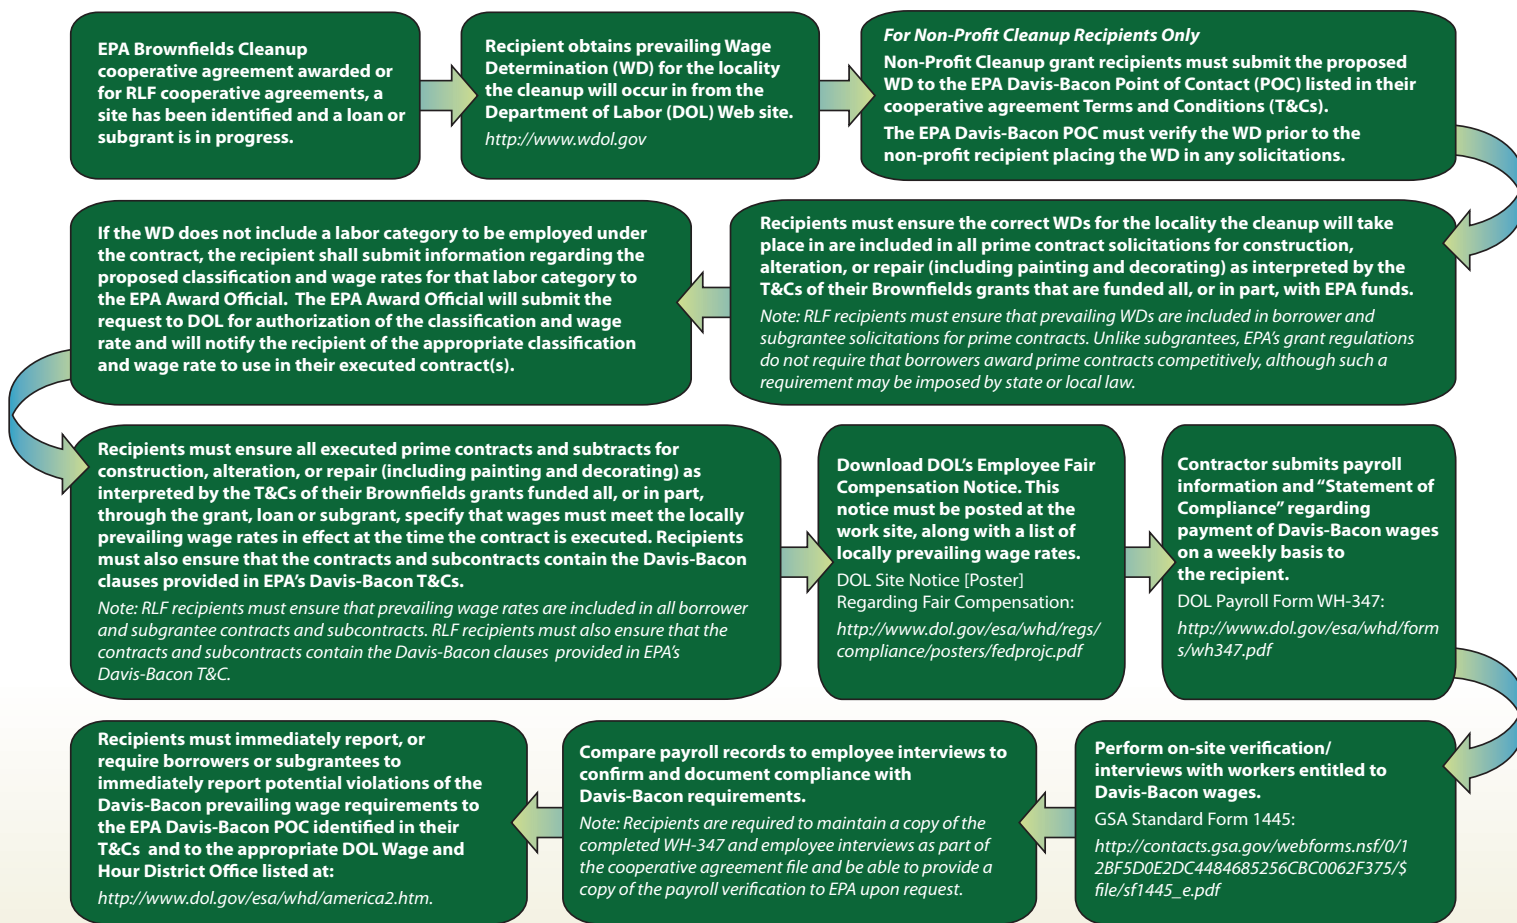 EPA Brownfields Cleanup
cooperative agreement awarded or
for RLF cooperative agreements, a
site has been identified and a loan or
subgrant is in progress.
Recipient obtains prevailing Wage
Determination (WD) for the locality
the cleanup will occur in from the
Department of Labor (DOL) Web site.
http://www.wdol.gov
For Non-Profit Cleanup Recipients Only
Non-Profit Cleanup grant recipients must submit the proposed
WD to the EPA Davis-Bacon Point of Contact (POC) listed in their
cooperative agreement Terms and Conditions (T&Cs).
The EPA Davis-Bacon POC must verify the WD prior to the
non-profit recipient placing the WD in any solicitations.
Recipients must ensure the correct WDs for the locality the cleanup will take
place in are included in all prime contract solicitations for construction,
alteration, or repair (including painting and decorating) as interpreted by the
T&Cs of their Brownfields grants that are funded all, or in part, with EPA funds.
Note: RLF recipients must ensure that prevailing WDs are included in borrower and
subgrantee solicitations for prime contracts. Unlike subgrantees, EPA's grant regulations
do not require that borrowers award prime contracts competitively, although such a
requirement may be imposed by state or local law.
If the WD does not include a labor category to be employed under
the contract, the recipient shall submit information regarding the
proposed classification and wage rates for that labor category to
the EPA Award Official. The EPA Award Official will submit the
request to DOL for authorization of the classification and wage
rate and will notify the recipient of the appropriate classification
and wage rate to use in their executed contract(s).
Recipients must ensure all executed prime contracts and subtracts for
construction, alteration, or repair (including painting and decorating) as
interpreted by the T&Cs of their Brownfields grants funded all, or in part,
through the grant, loan or subgrant, specify that wages must meet the locally
prevailing wage rates in effect at the time the contract is executed. Recipients
must also ensure that the contracts and subcontracts contain the Davis-Bacon
clauses provided in EPA's Davis-Bacon T&Cs.
Note: RLF recipients must ensure that prevailing wage rates are included in all borrower
and subgrantee contracts and subcontracts. RLF recipients must also ensure that the
contracts and subcontracts contain the Davis-Bacon clauses provided in EPA's
Davis-Bacon T&C.
Download DOL's Employee Fair
Compensation Notice. This
notice must be posted at the
work site, along with a list of
locally prevailing wage rates.
DOL Site Notice [Poster]
Regarding Fair Compensation:
http://www.dol.gov/esa/whd/regs/
compliance/posters/fedprojc.pdf
Contractor submits payroll
information and "Statement of
Compliance" regarding
payment of Davis-Bacon wages
on a weekly basis to
the recipient.
DOL Payroll Form WH-347:
http://www.dol.gov/esa/whd/form
s/wh347.pdf
Perform on-site verification/
interviews with workers entitled to
Davis-Bacon wages.
GSA Standard Form 1445:
http://contacts.gsa.gov/webforms.nsf/0/1
2BF5D0E2DC4484685256CBC0062F375/$
file/sf1445_e.pdf
Compare payroll records to employee interviews to
confirm and document compliance with
Davis-Bacon requirements.
Note: Recipients are required to maintain a copy of the
completed WH-347 and employee interviews as part of
the cooperative agreement file and be able to provide a
copy of the payroll verification to EPA upon request.
Recipients must immediately report, or
require borrowers or subgrantees to
immediately report potential violations of the
Davis-Bacon prevailing wage requirements to
the EPA Davis-Bacon POC identified in their
T&Cs and to the appropriate DOL Wage and
Hour District Office listed at:
http://www.dol.gov/esa/whd/america2.htm.